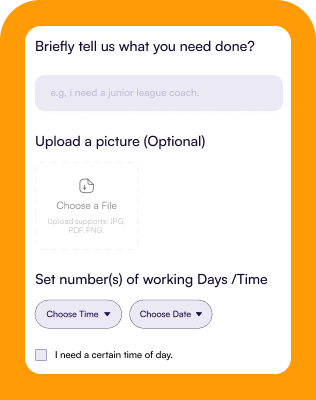 Briefly tell us what you need done?
e.g, i need a junior league coach.
Upload a picture (Optional)
Choose a File
Upload supports: JPG,
PDF, PNG.
Set number(s) of working Days /Time
Choose Time
Choose Date
I need a certain time of day.